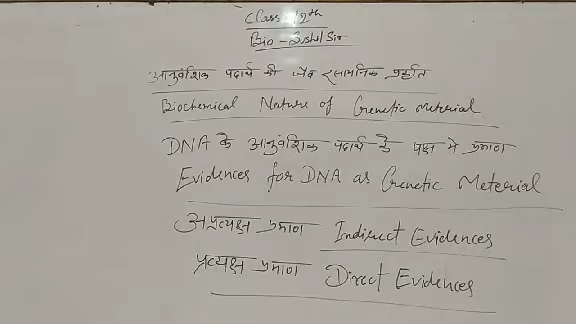 Class 12th
Bio - Sushil Sir
आनुवंशिक पदार्थ की जैव रसायनिक प्रकृति
Biochemical Nature of Genetic Meterial
DNA के आनुवंशिक पदार्थ के पक्ष मे प्रमाण
Evidences for DNA as Genetic Meterial
अप्रत्यक्ष प्रमाण Indirect Evidences
प्रत्यक्ष प्रमाण Direct Evidences